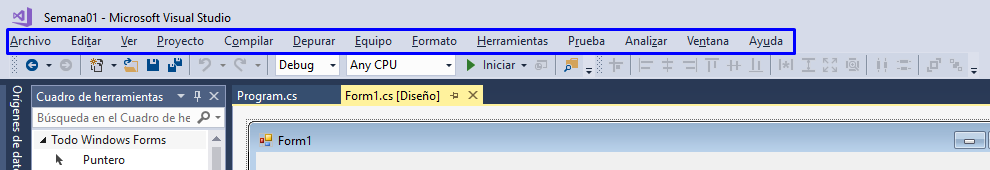 Semana01 - Microsoft Visual Studio
Archivo Editar Ver Proyecto Compilar Depurar Equipo Formato Herramientas Prueba Analizar Ventana Ayuda
Debug Any CPU Iniciar
Orígenes de dato
Cuadro de herramientas
Program.cs Form1.cs [Diseño]
Búsqueda en el Cuadro de he
Todo Windows Forms
Puntero
Form1